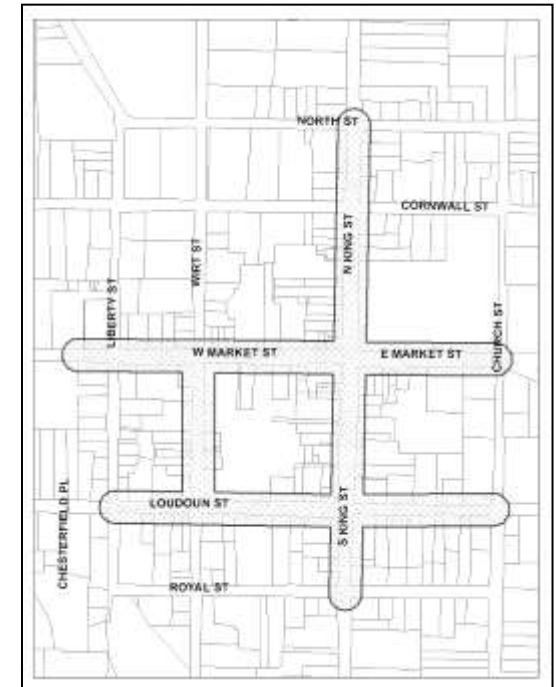 NORTH ST
CORNWALL ST
N KING ST
WIRT ST
LIBERTY ST
CHURCH ST
W MARKET ST
E MARKET ST
CHESTERFIELD PL
LOUDOUN ST
S KING ST
ROYAL ST